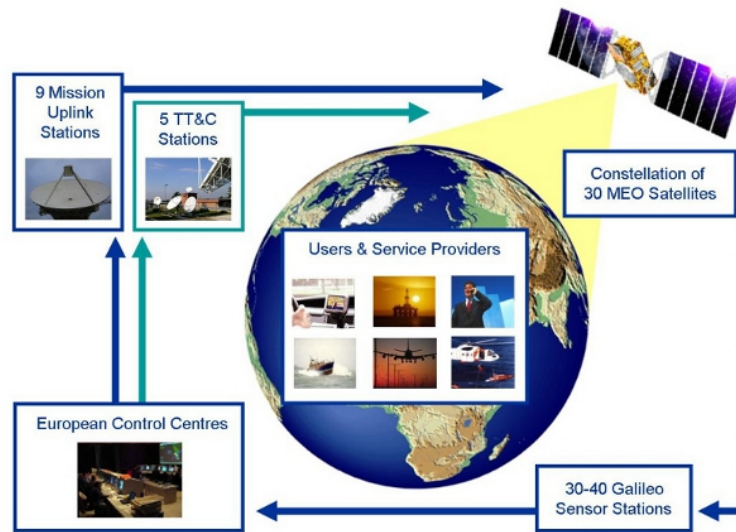 9 Mission
Uplink
Stations
5 TT&C
Stations
Constellation of
30 MEO Satellites
Users & Service Providers
European Control Centres
30-40 Galileo
Sensor Stations